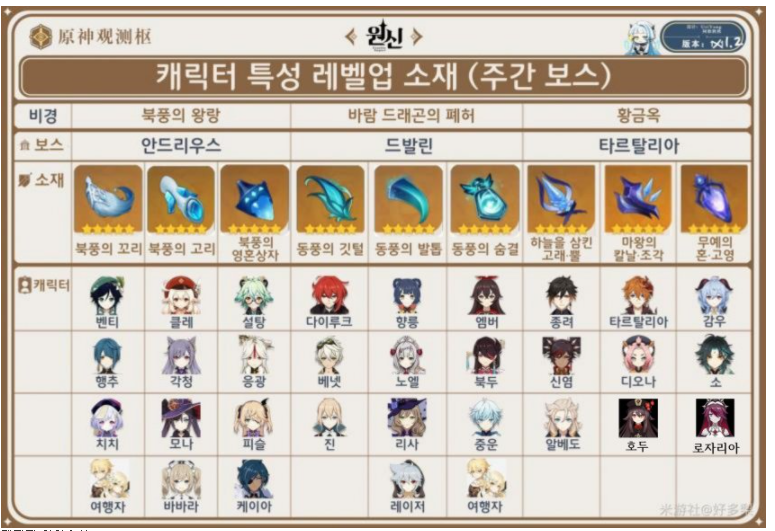 原神观测枢
원신
版本: 1.2
캐릭터 특성 레벨업 소재 (주간 보스)
비경 북풍의 왕랑 바람 드래곤의 폐허 황금옥
보스 안드리우스 드발린 타르탈리아
소재
북풍의 꼬리 북풍의 고리 북풍의 영혼상자 동풍의 깃털 동풍의 발톱 동풍의 숨결 하늘을 삼킨 고래·뿔 마왕의 칼날·조각 무예의 혼·고영
캐릭터
벤티 클레 설탕 다이루크 향릉 엠버 종려 타르탈리아 감우
행추 각청 응광 베넷 노엘 북두 신염 디오나 소
치치 모나 피슬 진 리사 중운 알베도 호두 로자리아
여행자 바바라 케이아 레이저 여행자
米游社@好多梨